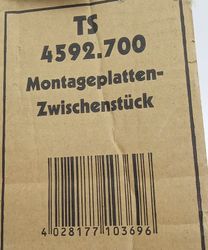 TS
4592.700
Montageplatten-
Zwischenstück
4 028177 103696